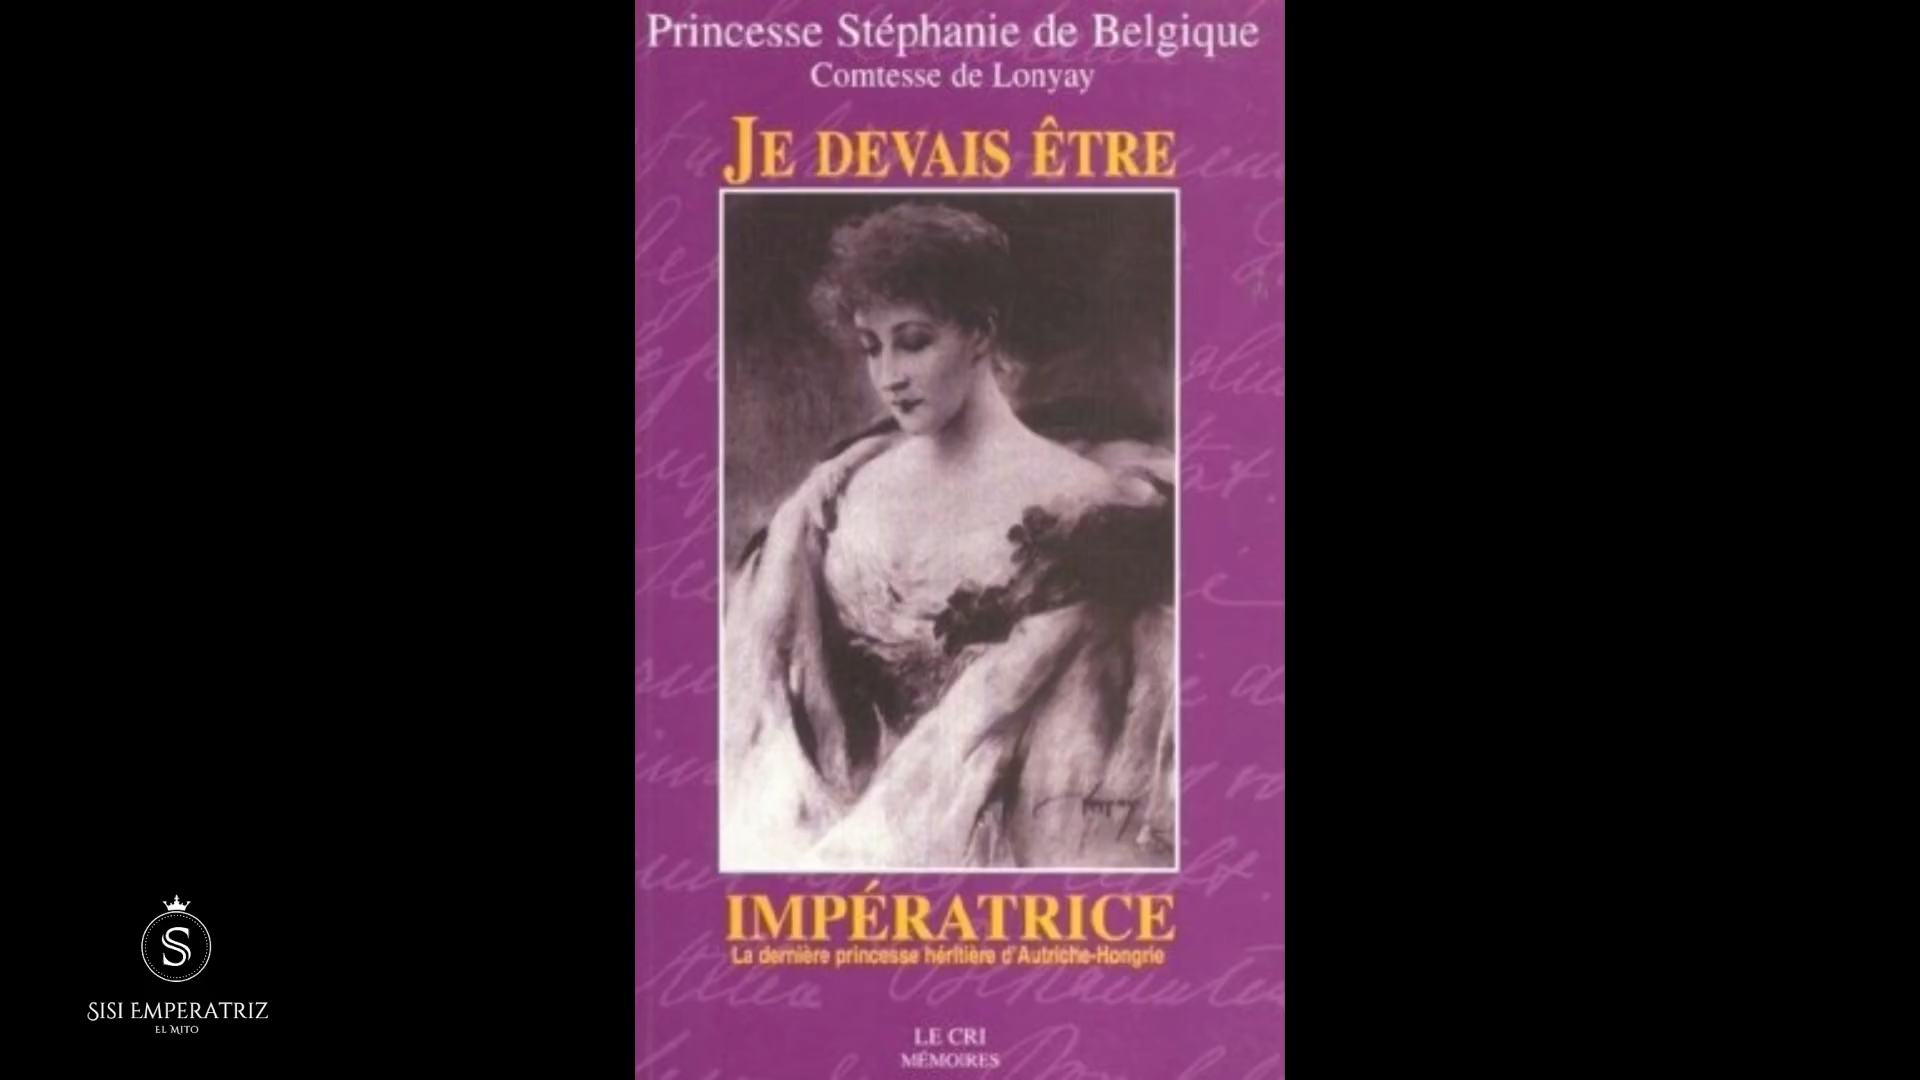 Princesse Stéphanie de Belgique
Comtesse de Lonyay
JE DEVAIS ÊTRE
IMPÉRATRICE
La dernière princesse héritière d'Autriche-Hongrie
LE CRI
MÉMOIRES
S
SISI EMPERATRIZ
EL MITO